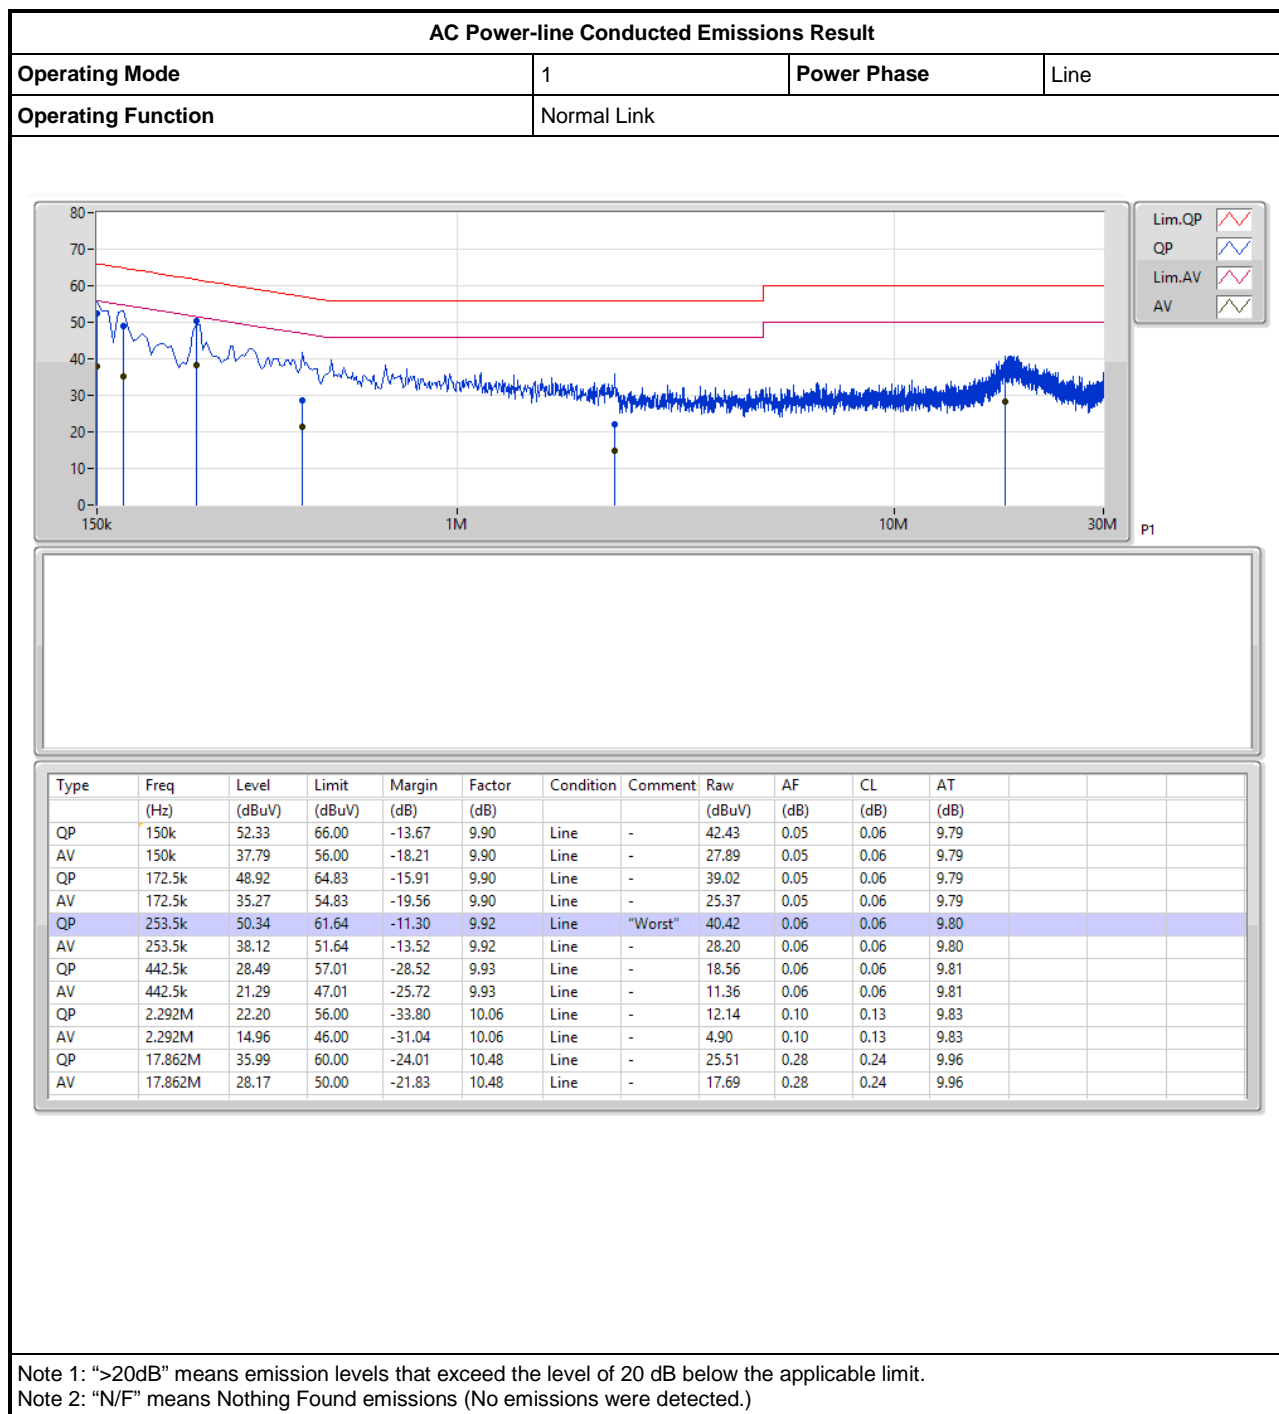 AC Power-line Conducted Emissions Result
Operating Mode 1 Power Phase Line
Operating Function Normal Link
80
70
60
50
40
30
20
10
0
150k 1M 10M 30M P1
Lim.QP
QP
Lim.AV
AV
Type Freq Level Limit Margin Factor Condition Comment Raw AF CL AT
(Hz) (dBuV) (dBuV) (dB) (dB) (dBuV) (dB) (dB) (dB)
QP 150k 52.33 66.00 -13.67 9.90 Line - 42.43 0.05 0.06 9.79
AV 150k 37.79 56.00 -18.21 9.90 Line - 27.89 0.05 0.06 9.79
QP 172.5k 48.92 64.83 -15.91 9.90 Line - 39.02 0.05 0.06 9.79
AV 172.5k 35.27 54.83 -19.56 9.90 Line - 25.37 0.05 0.06 9.79
QP 253.5k 50.34 61.64 -11.30 9.92 Line "Worst" 40.42 0.06 0.06 9.80
AV 253.5k 38.12 51.64 -13.52 9.92 Line - 28.20 0.06 0.06 9.80
QP 442.5k 28.49 57.01 -28.52 9.93 Line - 18.56 0.06 0.06 9.81
AV 442.5k 21.29 47.01 -25.72 9.93 Line - 11.36 0.06 0.06 9.81
QP 2.292M 22.20 56.00 -33.80 10.06 Line - 12.14 0.10 0.13 9.83
AV 2.292M 14.96 46.00 -31.04 10.06 Line - 4.90 0.10 0.13 9.83
QP 17.862M 35.99 60.00 -24.01 10.48 Line - 25.51 0.28 0.24 9.96
AV 17.862M 28.17 50.00 -21.83 10.48 Line - 17.69 0.28 0.24 9.96
Note 1: “>20dB” means emission levels that exceed the level of 20 dB below the applicable limit.
Note 2: “N/F” means Nothing Found emissions (No emissions were detected.)